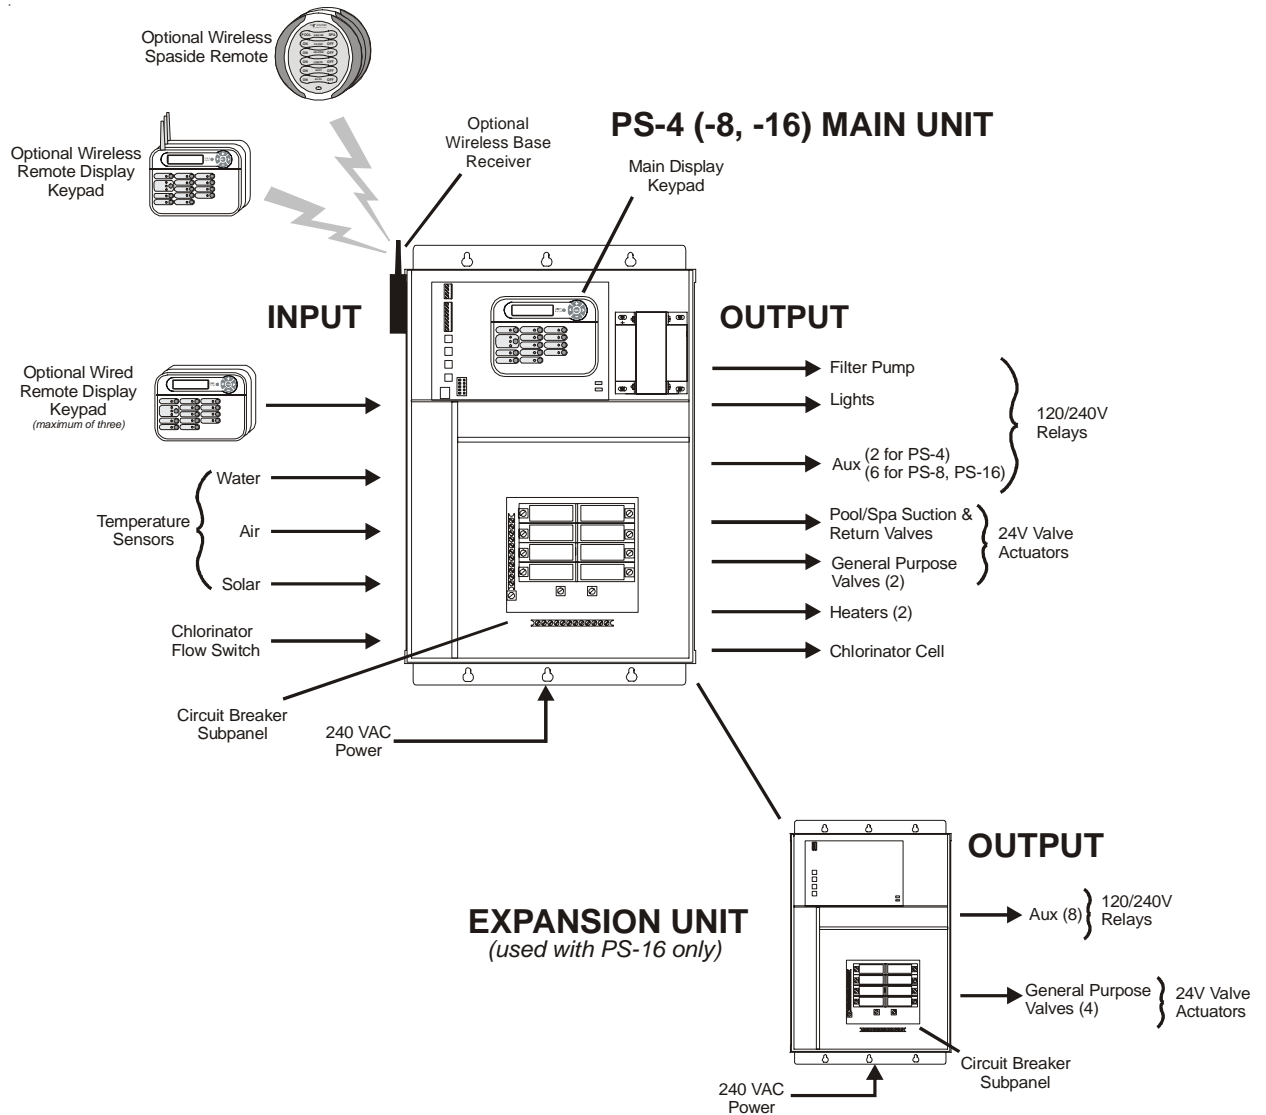 Optional Wireless
Spaside Remote
Optional
Wireless Base
Receiver
PS-4 (-8, -16) MAIN UNIT
Optional Wireless
Remote Display
Keypad
Main Display
Keypad
INPUT
OUTPUT
Optional Wired
Remote Display
Keypad
(maximum of three)
Filter Pump
Lights
120/240V
Relays
Aux (2 for PS-4)
(6 for PS-8, PS-16)
Water
Temperature
Sensors
Air
Solar
Pool/Spa Suction &
Return Valves
24V Valve
Actuators
General Purpose
Valves (2)
Heaters (2)
Chlorinator
Flow Switch
Chlorinator Cell
Circuit Breaker
Subpanel
240 VAC
Power
EXPANSION UNIT
(used with PS-16 only)
OUTPUT
Aux (8)
120/240V
Relays
General Purpose
Valves (4)
24V Valve
Actuators
Circuit Breaker
Subpanel
240 VAC
Power